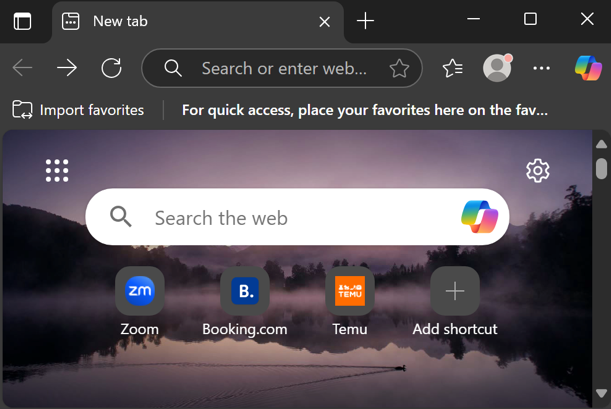 New tab
Search or enter web...
Import favorites
For quick access, place your favorites here on the fav...
Search the web
zm
B.
TEMU
Zoom
Booking.com
Temu
Add shortcut